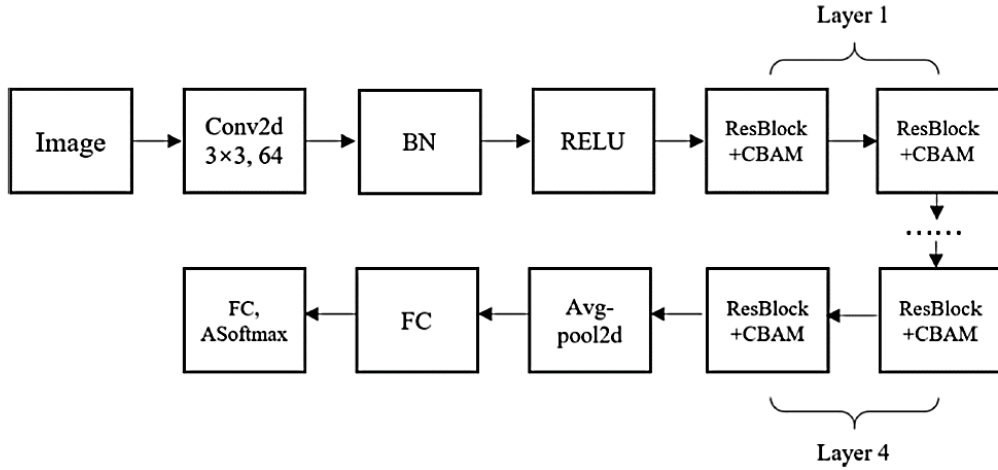 Layer 1
Image
Conv2d
3×3, 64
BN
RELU
ResBlock
+CBAM
ResBlock
+CBAM
......
FC,
ASoftmax
FC
Avg-
pool2d
ResBlock
+CBAM
ResBlock
+CBAM
Layer 4